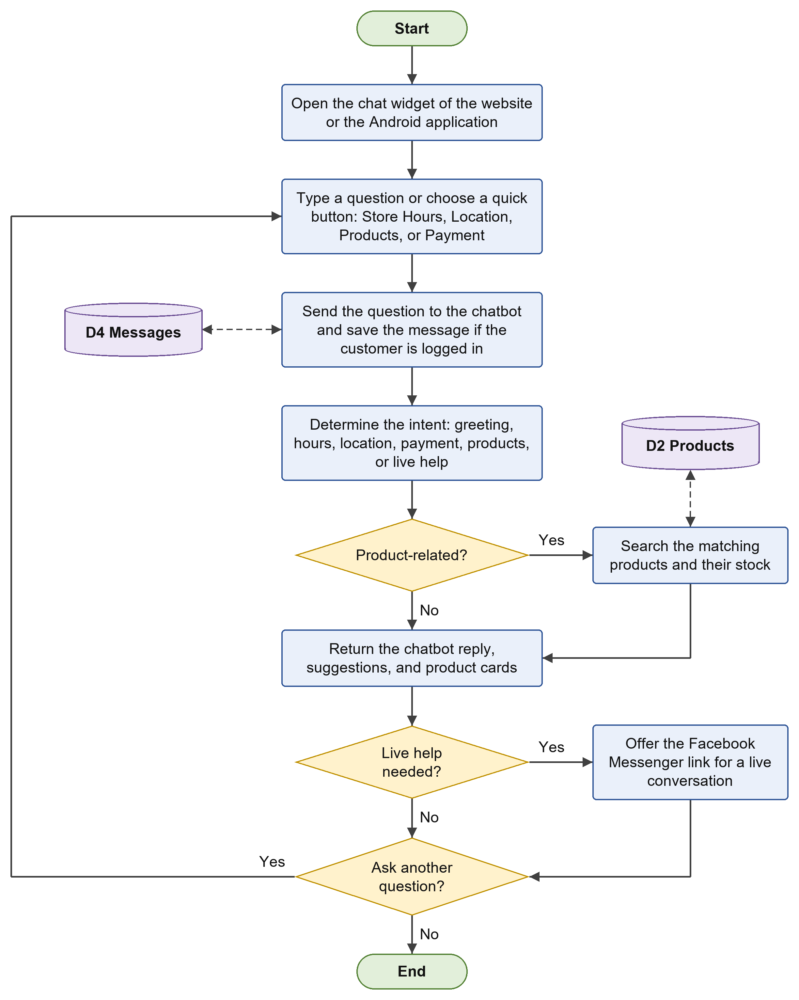 Start
Open the chat widget of the website
or the Android application
Type a question or choose a quick
button: Store Hours, Location,
Products, or Payment
D4 Messages
Send the question to the chatbot
and save the message if the
customer is logged in
Determine the intent: greeting,
hours, location, payment, products,
or live help
D2 Products
Product-related?
Yes
Search the matching
products and their stock
No
Return the chatbot reply,
suggestions, and product cards
Live help
needed?
Yes
Offer the Facebook
Messenger link for a live
conversation
No
Yes
Ask another
question?
No
End